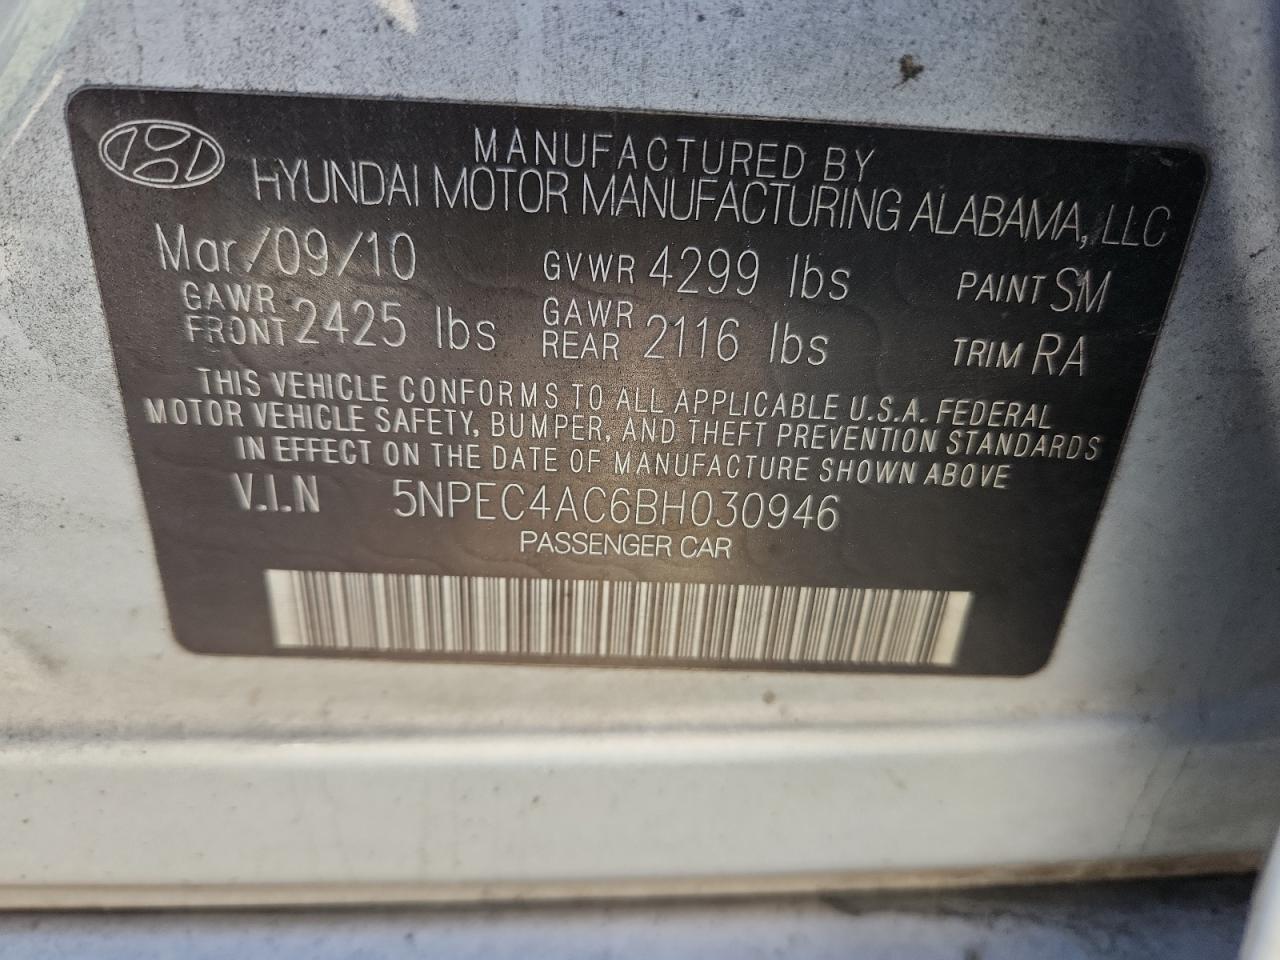 MANUFACTURED BY
HYUNDAI MOTOR MANUFACTURING ALABAMA, LLC
Mar/09/10 GVWR 4299 lbs PAINT SM
GAWR FRONT 2425 lbs GAWR REAR 2116 lbs TRIM RA
THIS VEHICLE CONFORMS TO ALL APPLICABLE U.S.A. FEDERAL
MOTOR VEHICLE SAFETY, BUMPER, AND THEFT PREVENTION STANDARDS
IN EFFECT ON THE DATE OF MANUFACTURE SHOWN ABOVE
V.I.N 5NPEC4AC6BH030946
PASSENGER CAR